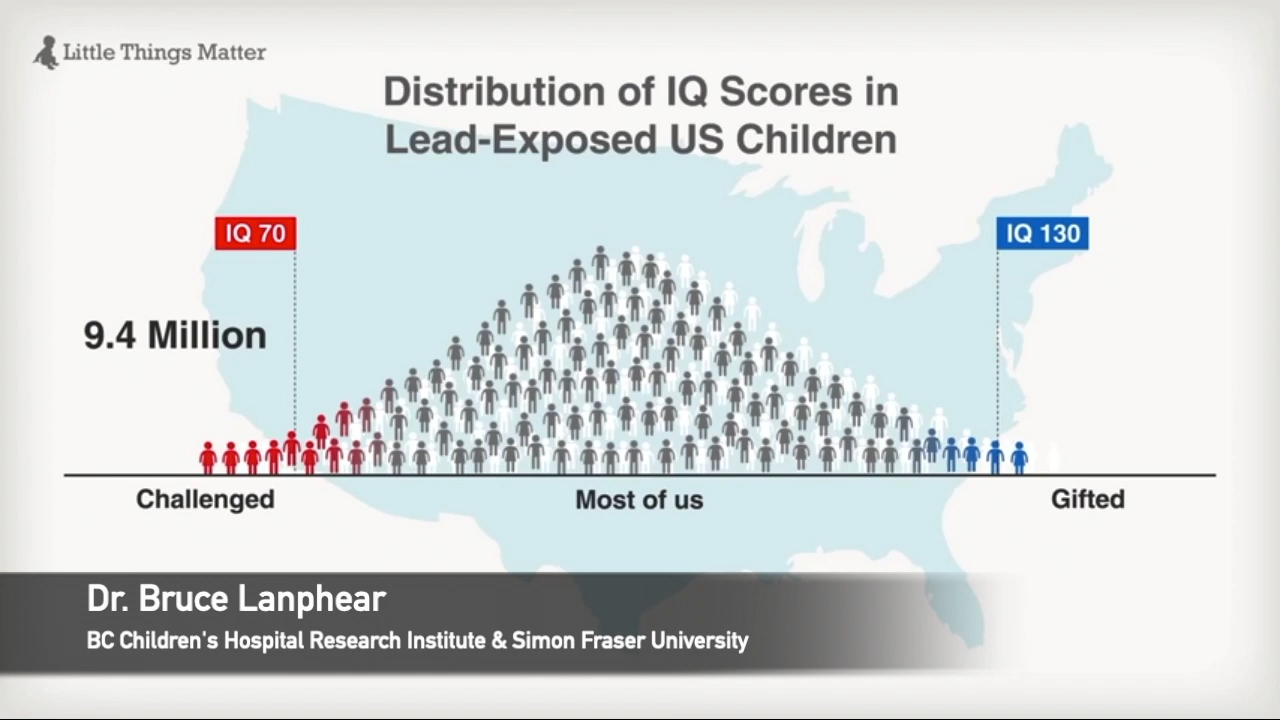 Little Things Matter
Distribution of IQ Scores in
Lead-Exposed US Children
IQ 70
IQ 130
9.4 Million
Challenged
Most of us
Gifted
Dr. Bruce Lanphear
BC Children's Hospital Research Institute & Simon Fraser University